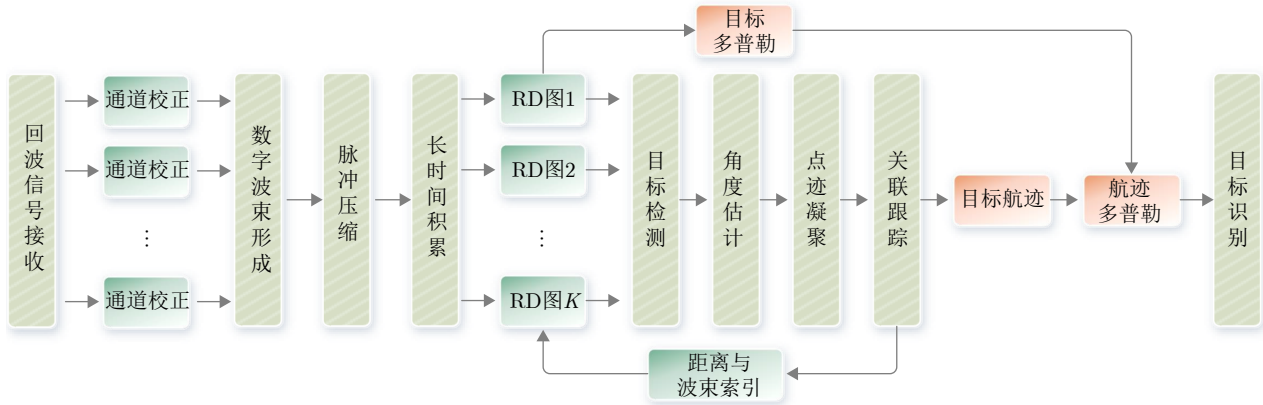 目标
多普勒
回波信号接收
通道校正
通道校正
⋮
通道校正
数字波束形成
脉冲压缩
长时间积累
RD图1
RD图2
⋮
RD图K
目标检测
角度估计
点迹凝聚
关联跟踪
目标航迹
航迹
多普勒
目标识别
距离与
波束索引